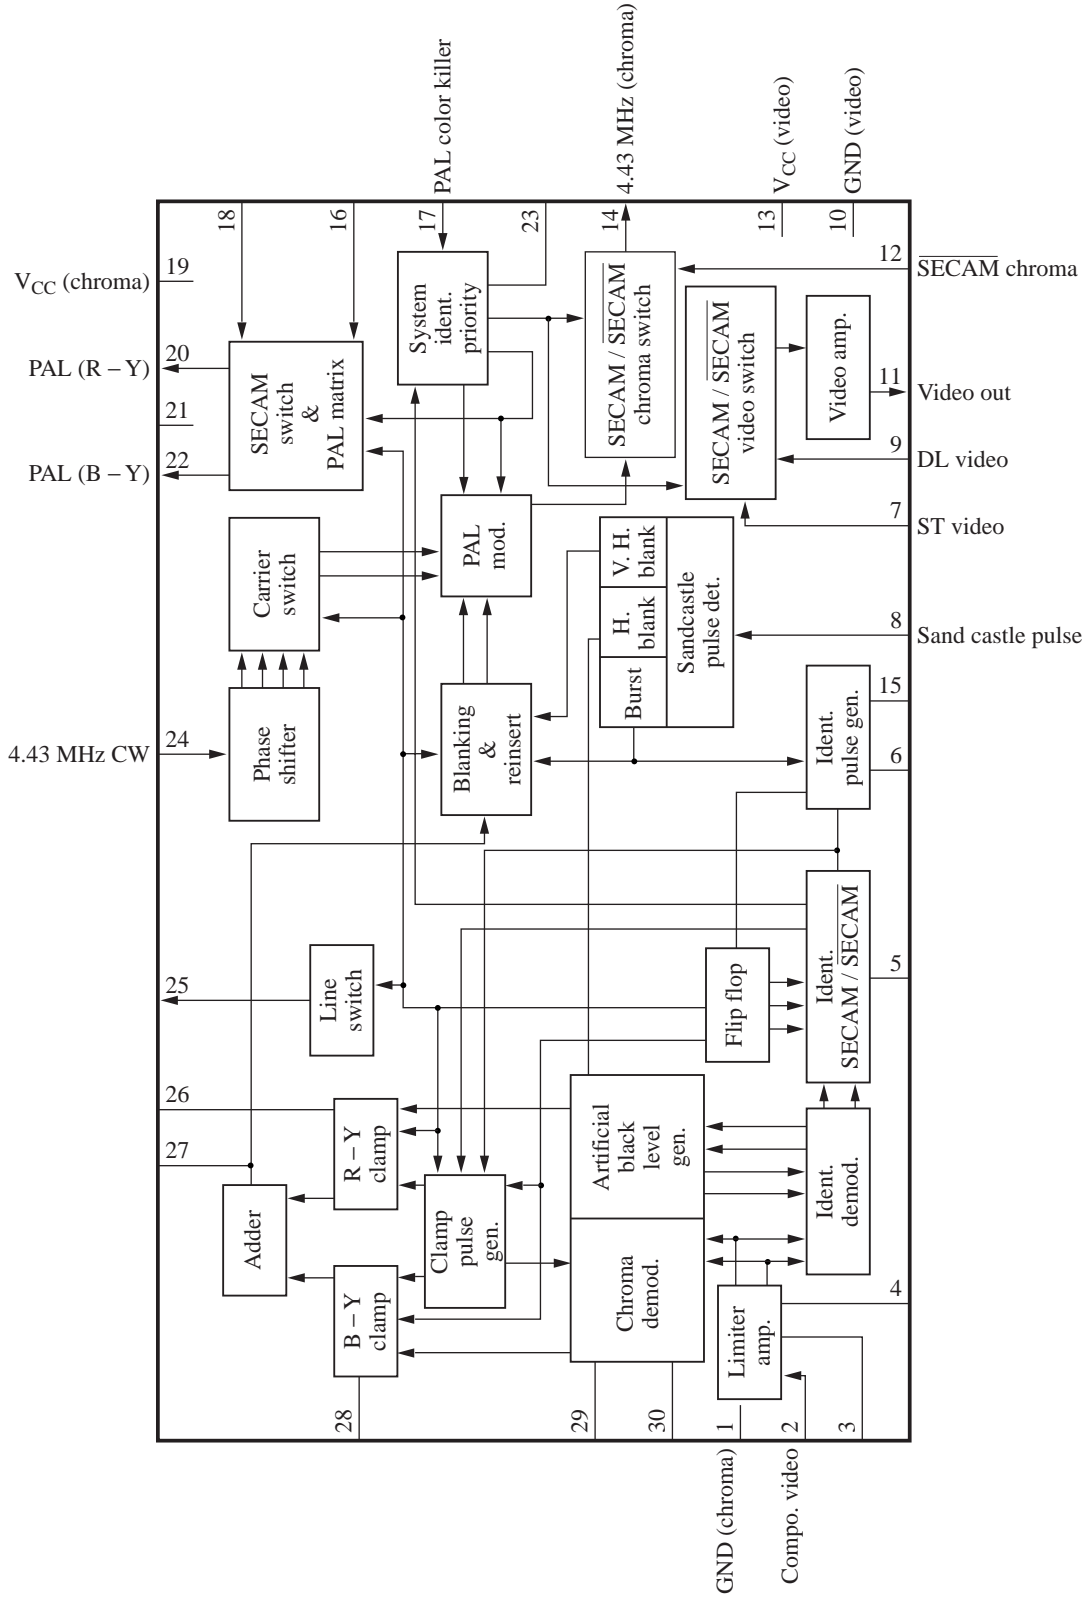 PAL color killer
4.43 MHz (chroma)
V_CC (video)
GND (video)
18
16
17
23
14
13
10
V_CC (chroma)
19
PAL (R – Y)
20
21
PAL (B – Y)
22
SECAM
switch
&
PAL matrix
System
ident.
priority
SECAM / S̅E̅C̅A̅M̅
chroma switch
SECAM / S̅E̅C̅A̅M̅
video switch
Video amp.
12
S̅E̅C̅A̅M̅ chroma
11
Video out
9
DL video
7
ST video
Carrier
switch
PAL
mod.
V. H.
blank
H.
blank
Burst
Sandcastle
pulse det.
8
Sand castle pulse
4.43 MHz CW
24
Phase
shifter
Blanking
&
reinsert
Ident.
pulse gen.
15
6
25
Line
switch
Flip flop
Ident.
SECAM / S̅E̅C̅A̅M̅
5
26
27
Adder
R – Y
clamp
B – Y
clamp
Clamp
pulse
gen.
Artificial
black
level
gen.
Chroma
demod.
Ident.
demod.
Limiter
amp.
4
28
29
30
1
2
3
GND (chroma)
Compo. video